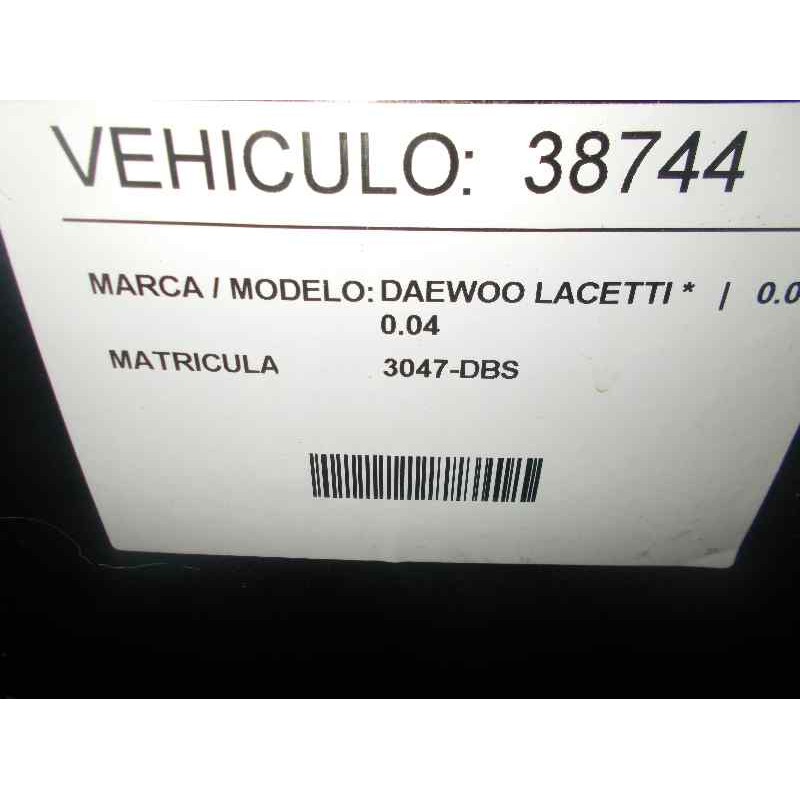 VEHICULO: 38744
MARCA / MODELO: DAEWOO LACETTI * / 0.0
0.04
MATRICULA 3047-DBS